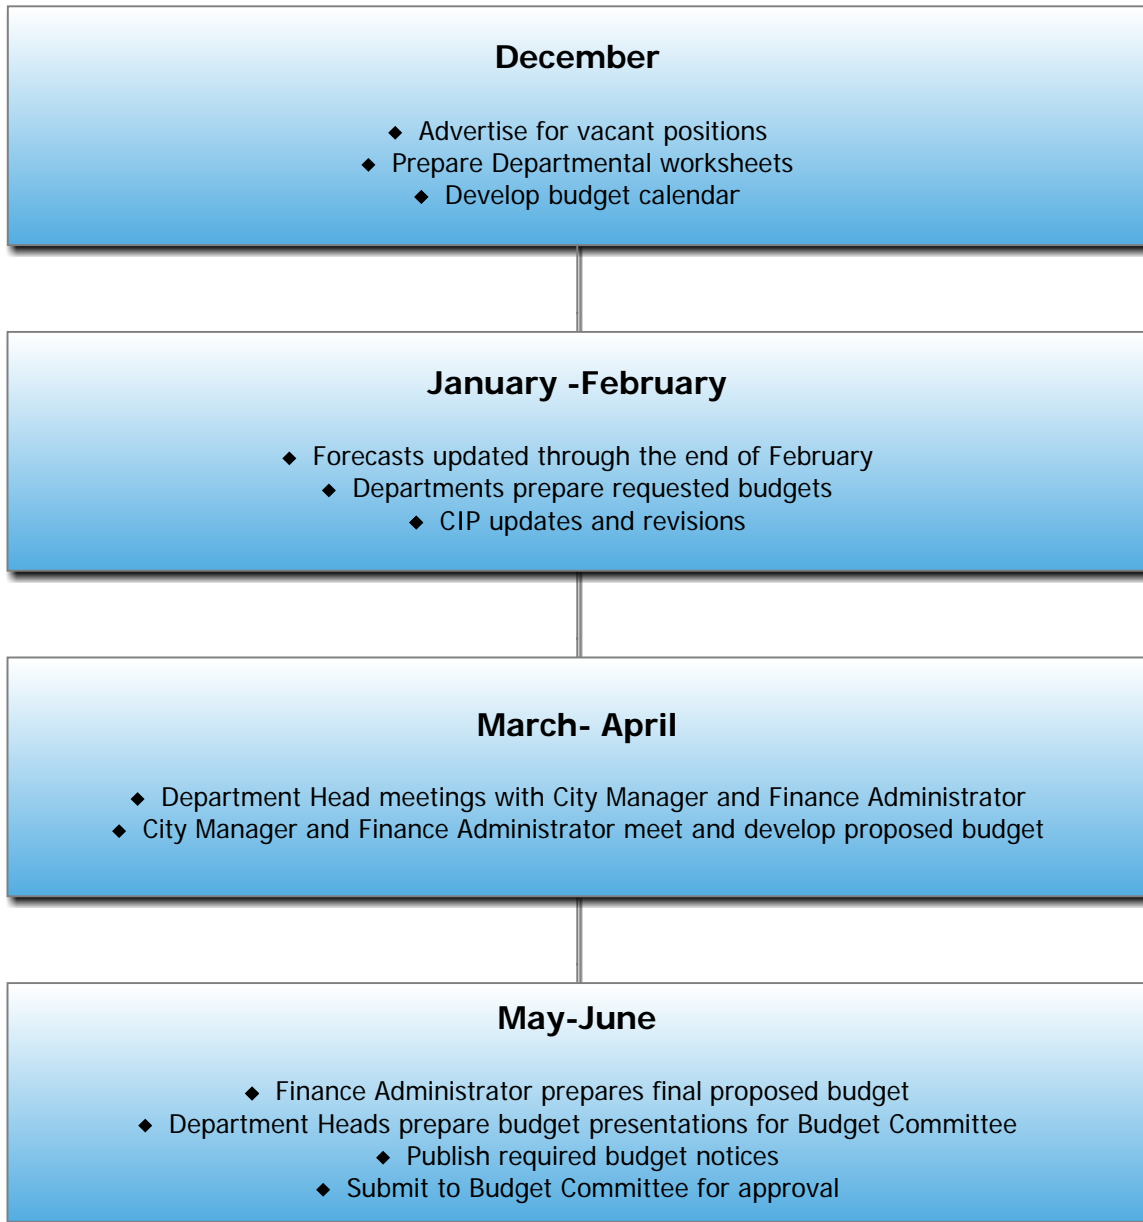 December
◆ Advertise for vacant positions
◆ Prepare Departmental worksheets
◆ Develop budget calendar
January -February
◆ Forecasts updated through the end of February
◆ Departments prepare requested budgets
◆ CIP updates and revisions
March- April
◆ Department Head meetings with City Manager and Finance Administrator
◆ City Manager and Finance Administrator meet and develop proposed budget
May-June
◆ Finance Administrator prepares final proposed budget
◆ Department Heads prepare budget presentations for Budget Committee
◆ Publish required budget notices
◆ Submit to Budget Committee for approval